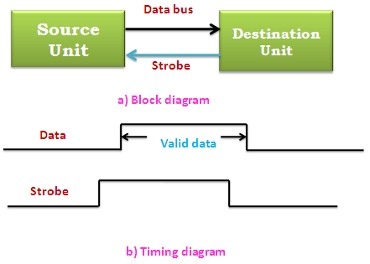 Data bus
Source
Unit
Destination
Unit
Strobe
a) Block diagram
Data
Valid data
Strobe
b) Timing diagram